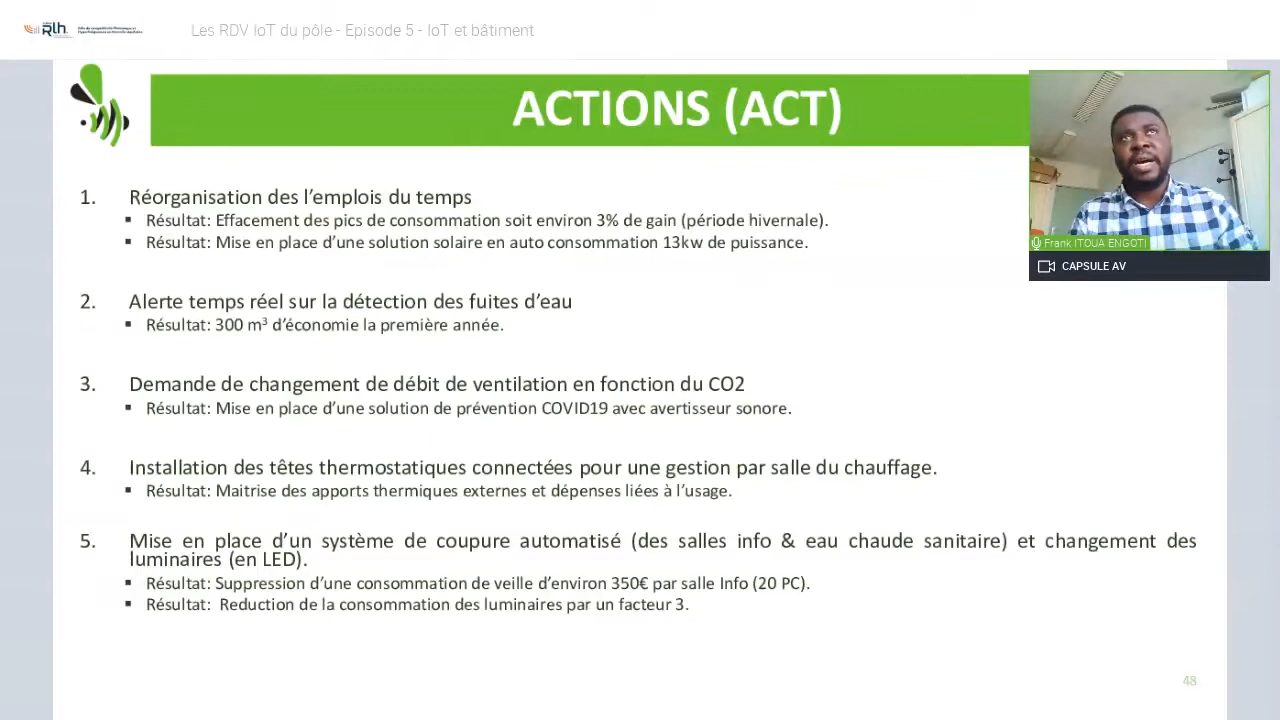 Rlh.
Les RDV IoT du pôle - Episode 5 - IoT et bâtiment
ACTIONS (ACT)
Frank ITOUA ENGOTI
CAPSULE AV
1. Réorganisation des l’emplois du temps
▪ Résultat: Effacement des pics de consommation soit environ 3% de gain (période hivernale).
▪ Résultat: Mise en place d’une solution solaire en auto consommation 13kw de puissance.
2. Alerte temps réel sur la détection des fuites d’eau
▪ Résultat: 300 m³ d’économie la première année.
3. Demande de changement de débit de ventilation en fonction du CO2
▪ Résultat: Mise en place d’une solution de prévention COVID19 avec avertisseur sonore.
4. Installation des têtes thermostatiques connectées pour une gestion par salle du chauffage.
▪ Résultat: Maitrise des apports thermiques externes et dépenses liées à l’usage.
5. Mise en place d’un système de coupure automatisé (des salles info & eau chaude sanitaire) et changement des
luminaires (en LED).
▪ Résultat: Suppression d’une consommation de veille d’environ 350€ par salle Info (20 PC).
▪ Résultat: Reduction de la consommation des luminaires par un facteur 3.
48